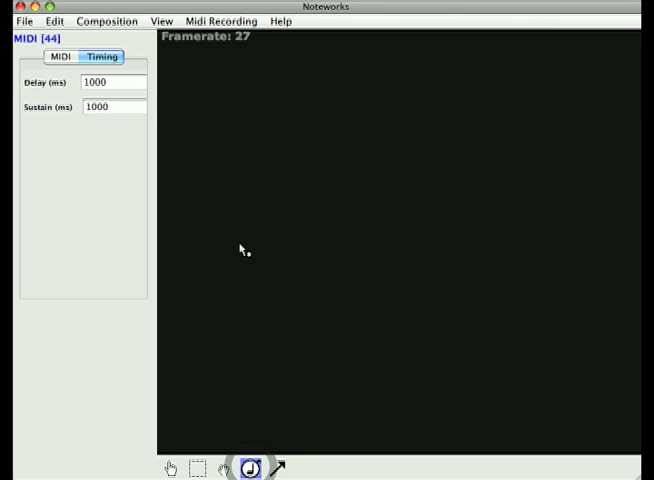 Noteworks
File Edit Composition View Midi Recording Help
MIDI [44]
Framerate: 27
MIDI Timing
Delay (ms) 1000
Sustain (ms) 1000